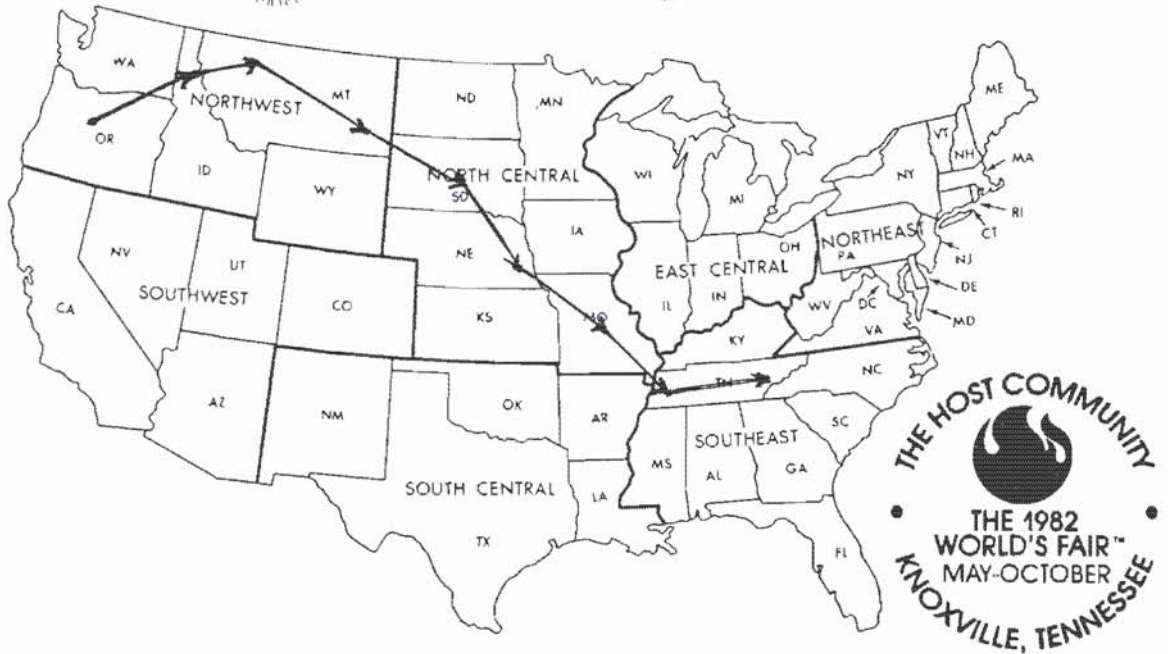 WA
MT
ND
MN
ME
NORTHWEST
OR
ID
WY
NORTH CENTRAL
SD
WI
MI
NY
VT
NH
MA
RI
CT
NJ
NV
UT
SOUTHWEST
CA
CO
NE
IA
KS
MO
EAST CENTRAL
IL
IN
OH
NORTHEAST
PA
WV
DC
VA
DE
MD
KY
TN
NC
AZ
NM
OK
AR
SOUTHEAST
SC
MS
AL
GA
SOUTH CENTRAL
LA
TX
FL
THE HOST COMMUNITY
THE 1982
WORLD'S FAIR™
MAY-OCTOBER
KNOXVILLE, TENNESSEE